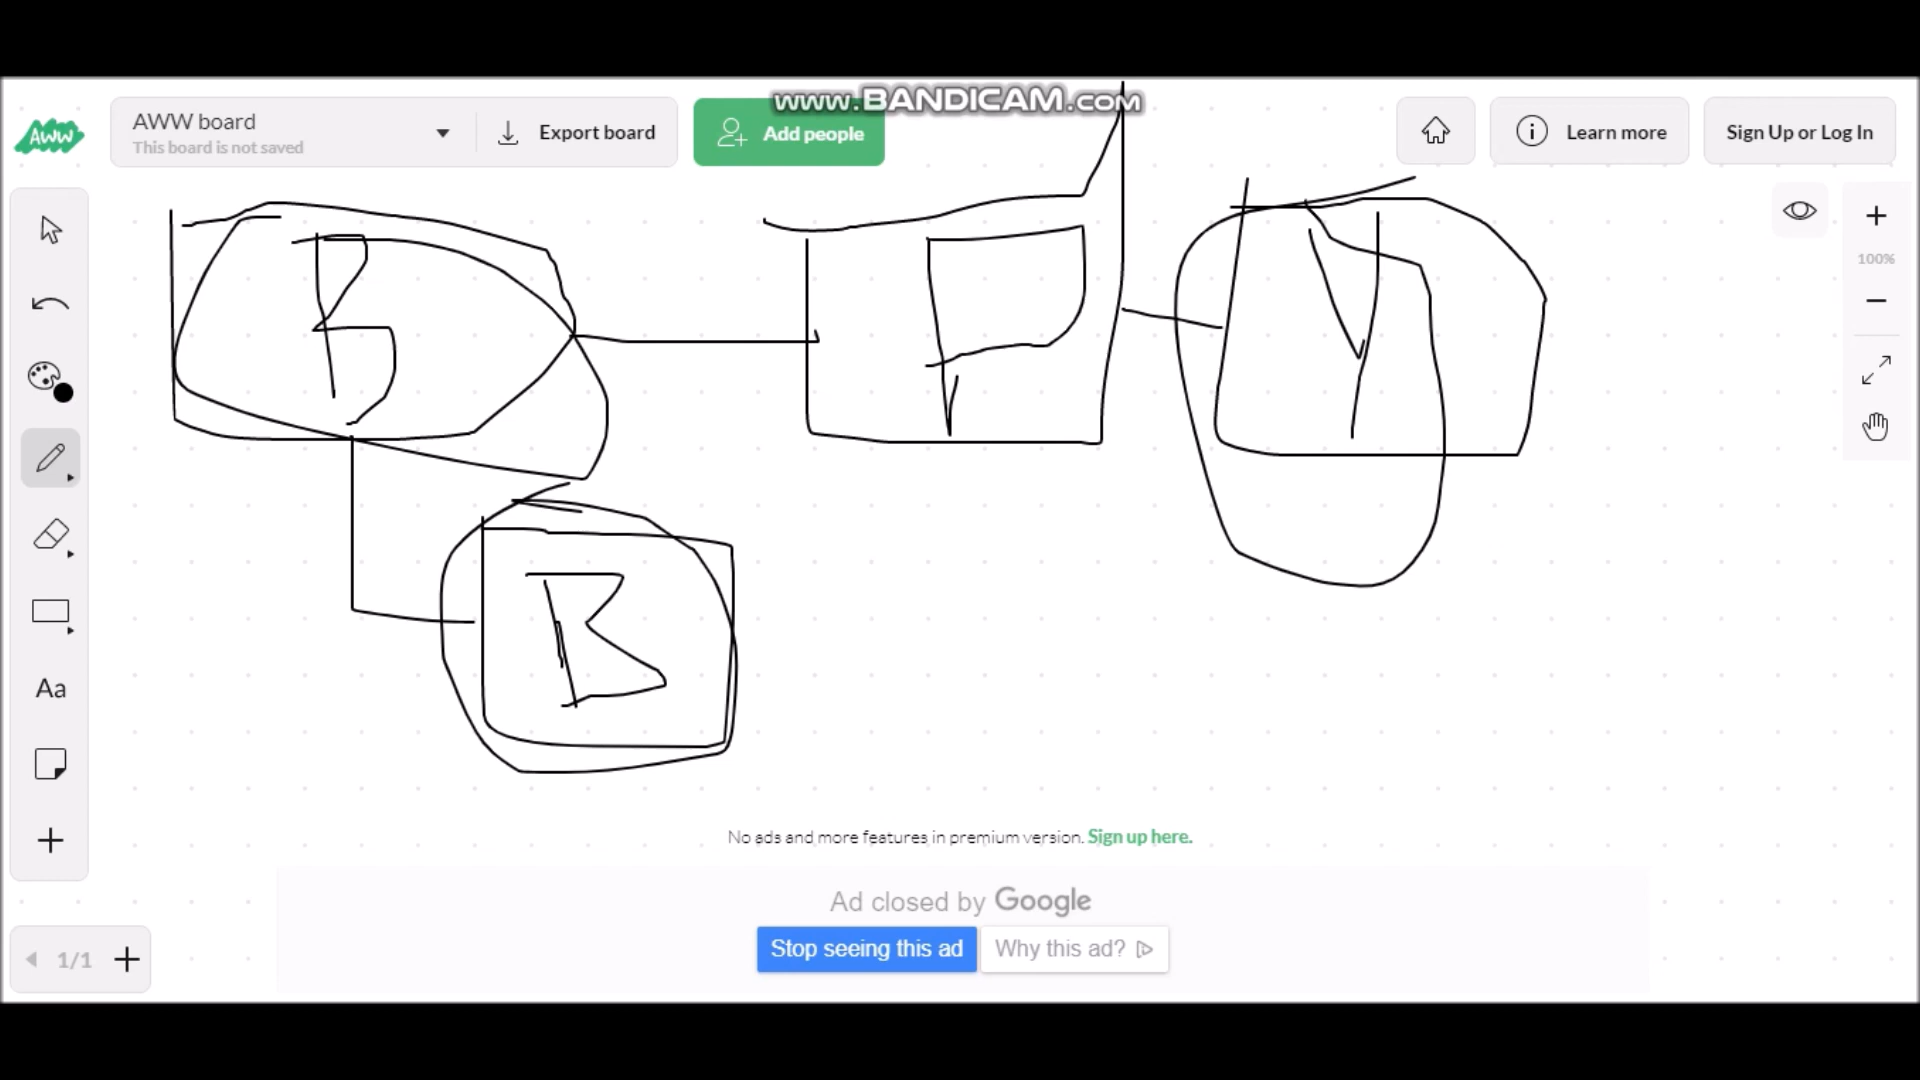 www.BANDICAM.com
AWW
AWW board
This board is not saved
Export board
Add people
Learn more
Sign Up or Log In
100%
B
P
Y
B
Aa
No ads and more features in premium version. Sign up here.
Ad closed by Google
Stop seeing this ad
Why this ad?
1/1